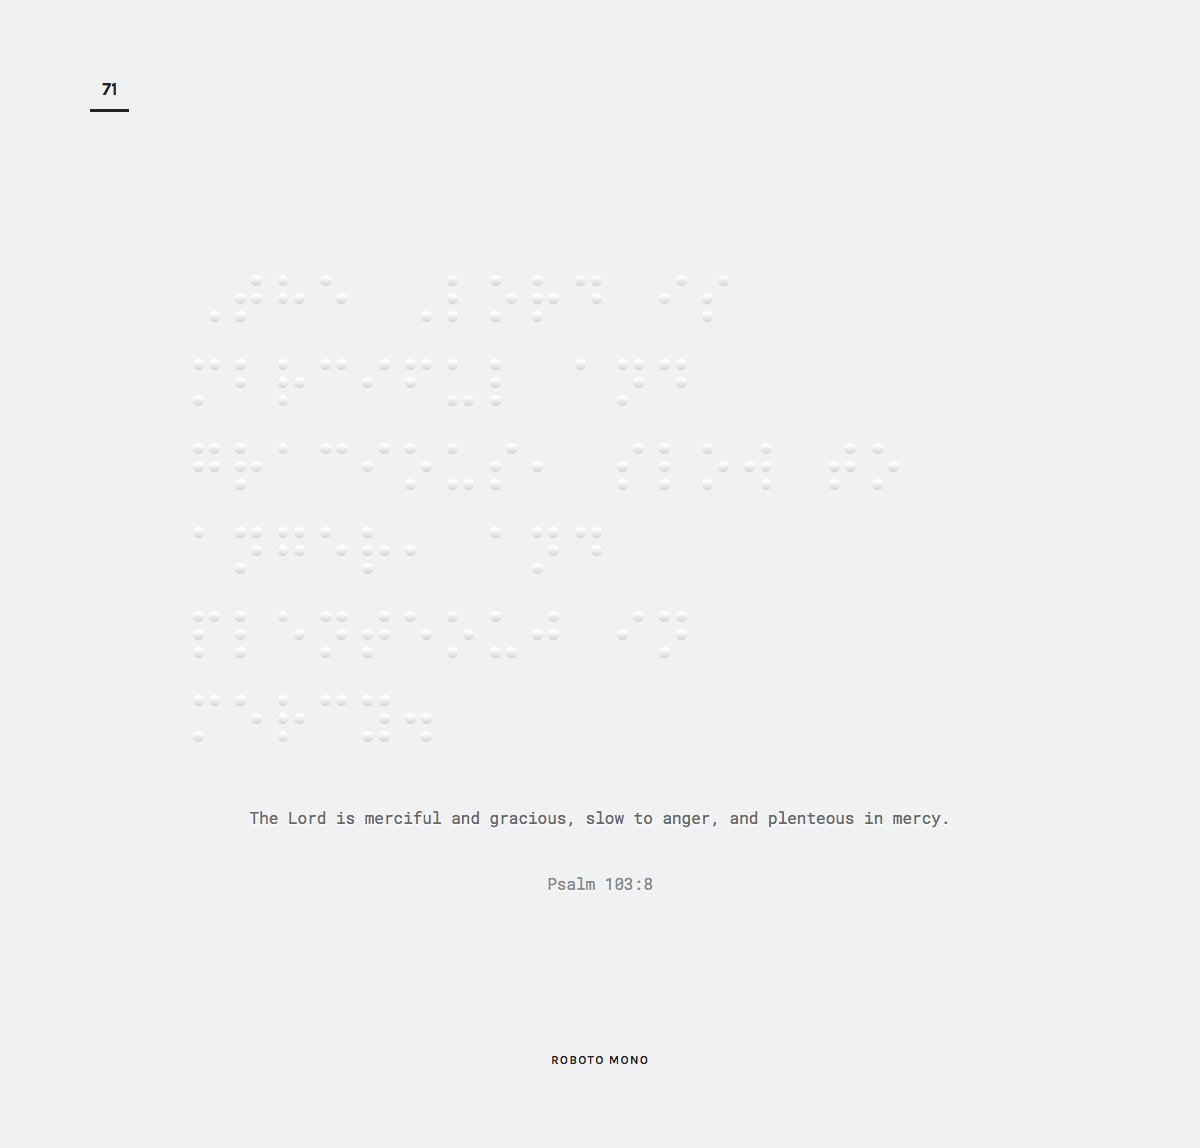 71
⠠⠞⠓⠑ ⠠⠇⠕⠗⠙ ⠊⠎
⠍⠃⠗⠉⠊⠋⠥⠇ ⠁⠝⠙
⠛⠗⠁⠉⠊⠕⠥⠎⠂ ⠎⠇⠕⠺ ⠞⠕
⠁⠝⠛⠑⠗⠂ ⠁⠝⠙
⠏⠇⠑⠝⠞⠑⠕⠥⠚ ⠊⠝
⠍⠑⠗⠉⠽⠲
The Lord is merciful and gracious, slow to anger, and plenteous in mercy.
Psalm 103:8
ROBOTO MONO